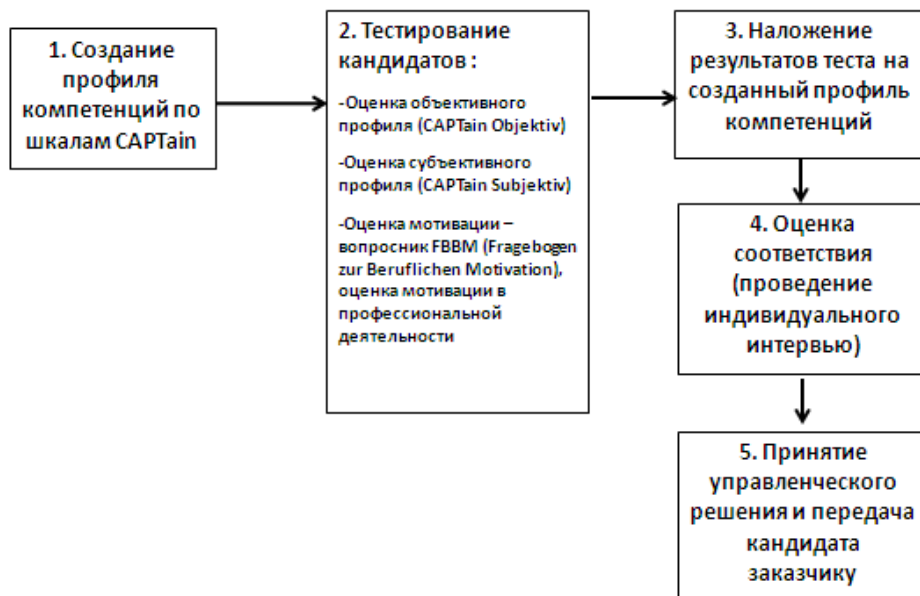 1. Создание
профиля
компетенций по
шкалам CAPTain
2. Тестирование
кандидатов :
-Оценка объективного
профиля (CAPTain Objektiv)
-Оценка субъективного
профиля (CAPTain Subjektiv)
-Оценка мотивации –
вопросник FBBM (Fragebogen
zur Beruflichen Motivation),
оценка мотивации в
профессиональной
деятельности
3. Наложение
результатов теста на
созданный профиль
компетенций
4. Оценка
соответствия
(проведение
индивидуального
интервью)
5. Принятие
управленческого
решения и передача
кандидата
заказчику